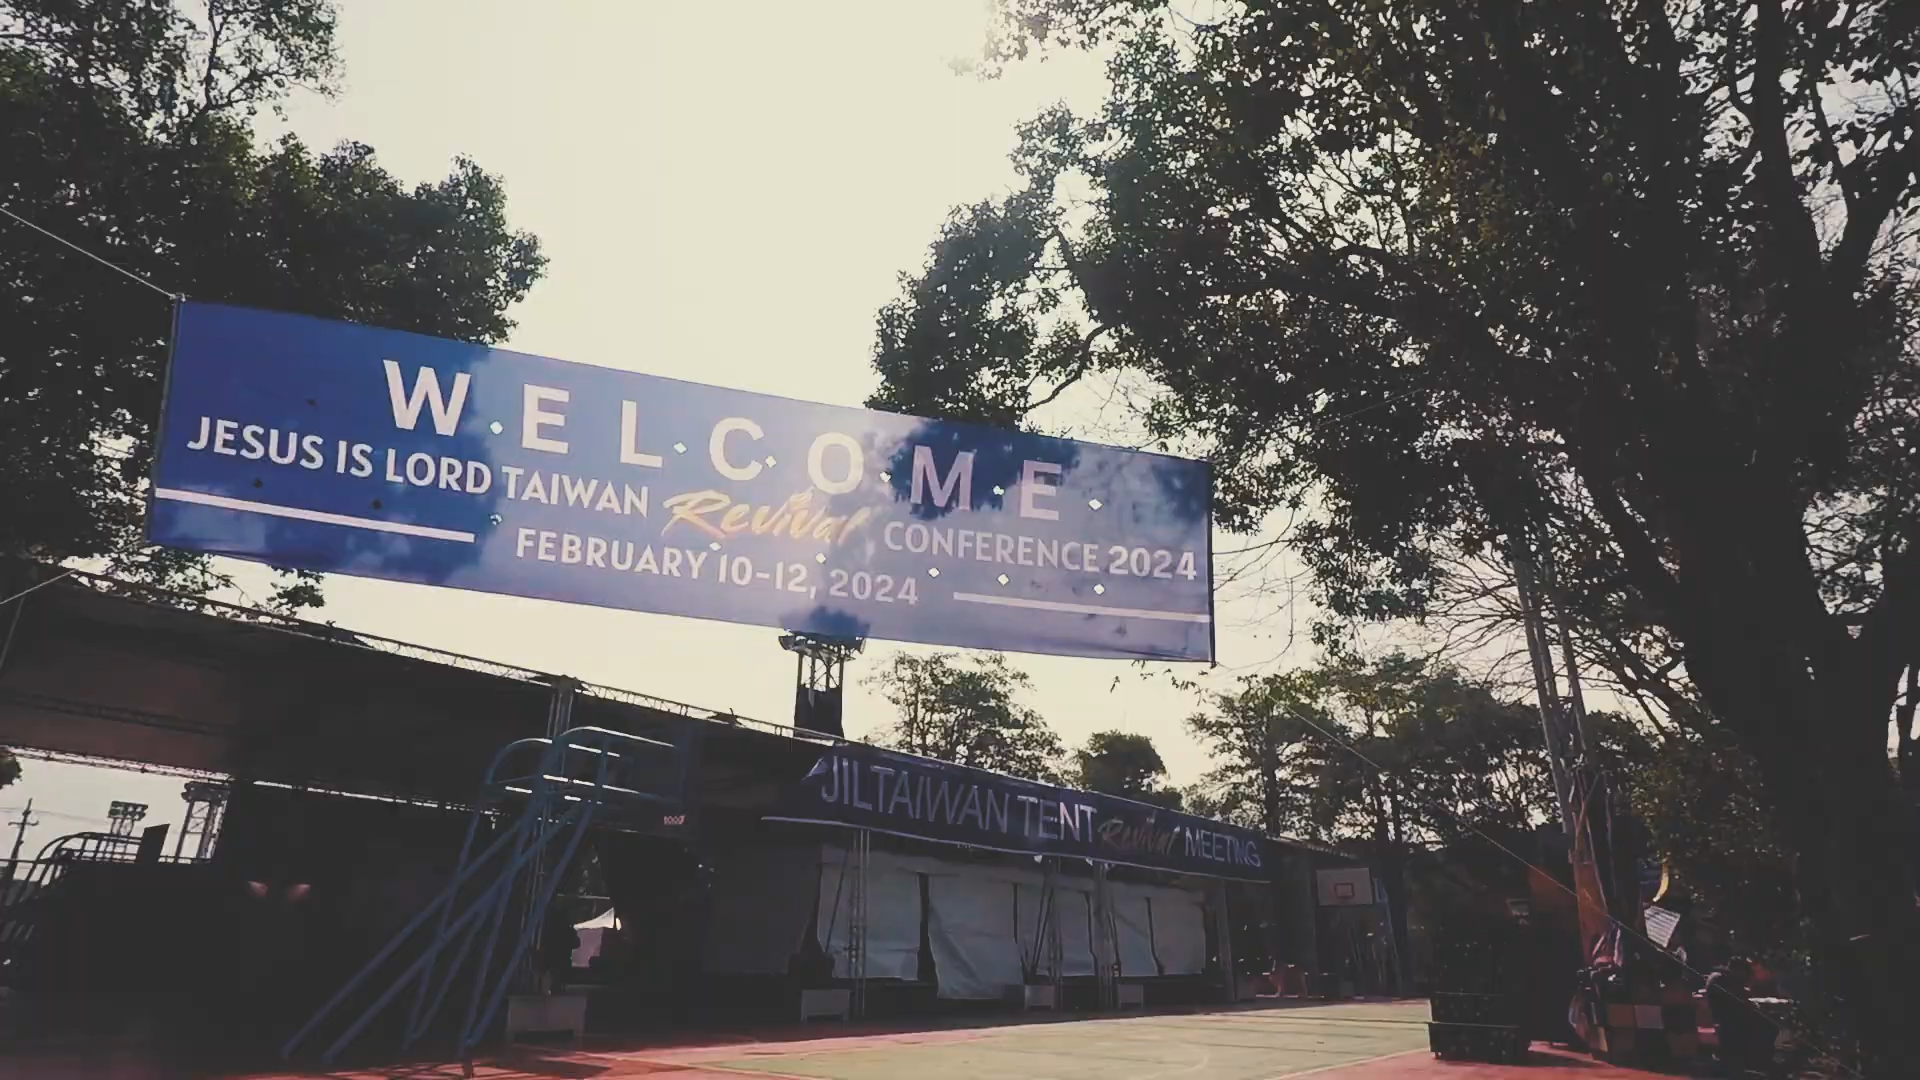 WELCOME
JESUS IS LORD TAIWAN Revival CONFERENCE 2024
FEBRUARY 10-12, 2024
JILTAIWAN TENT Revival MEETING